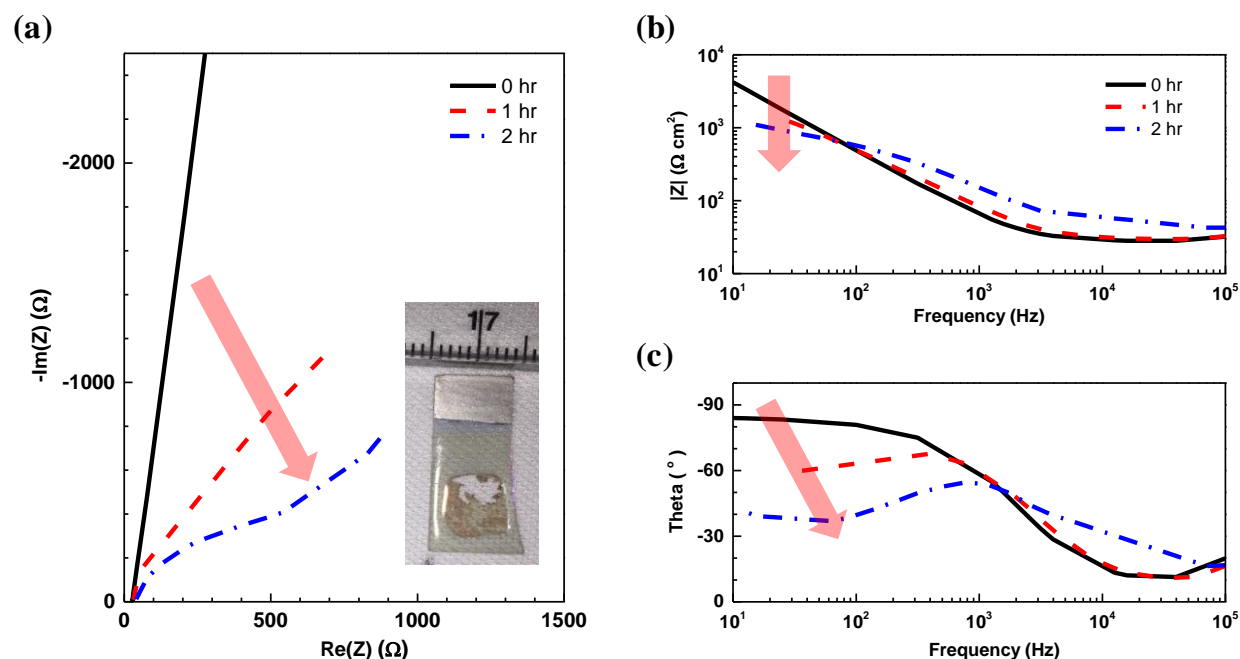 (a)
-2000
-1000
0
0
500
1000
1500
-Im(Z) (Ω)
Re(Z) (Ω)
0 hr
1 hr
2 hr
1 7
(b)
10⁴
10³
10²
10¹
10¹
10²
10³
10⁴
10⁵
|Z| (Ω cm²)
Frequency (Hz)
0 hr
1 hr
2 hr
(c)
-90
-60
-30
0
10¹
10²
10³
10⁴
10⁵
Theta ( ° )
Frequency (Hz)